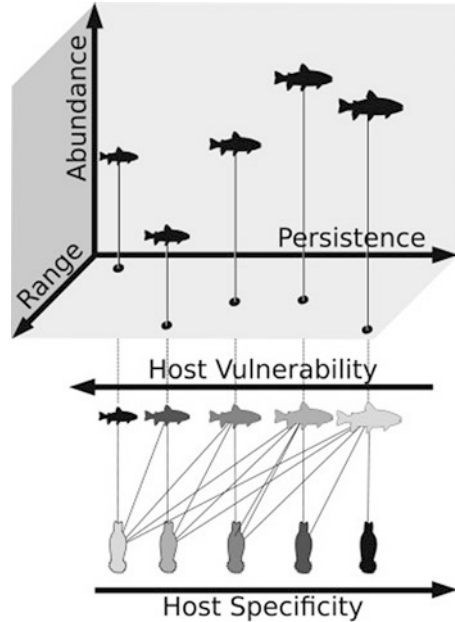 Abundance
Persistence
Range
Host Vulnerability
Host Specificity